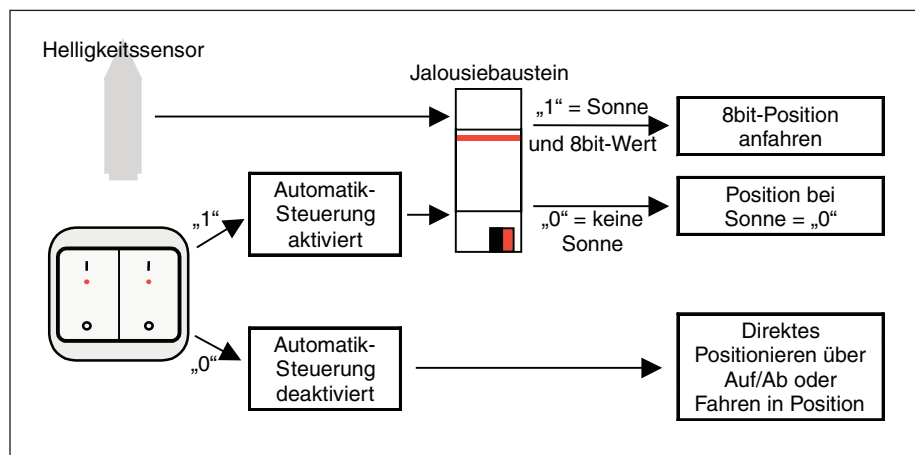 Helligkeitssensor
Jalousiebaustein
„1“ = Sonne
und 8bit-Wert
8bit-Position
anfahren
„1“
Automatik-
Steuerung
aktiviert
„0“ = keine
Sonne
Position bei
Sonne = „0“
„0“
Automatik-
Steuerung
deaktiviert
Direktes
Positionieren über
Auf/Ab oder
Fahren in Position